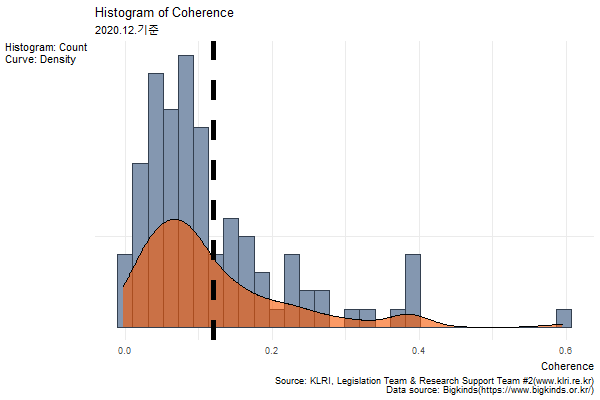 Histogram of Coherence
2020.12.기준
Histogram: Count
Curve: Density
0.0
0.2
0.4
0.6
Coherence
Source: KLRI, Legislation Team & Research Support Team #2(www.klri.re.kr)
Data source: Bigkinds(https://www.bigkinds.or.kr/)